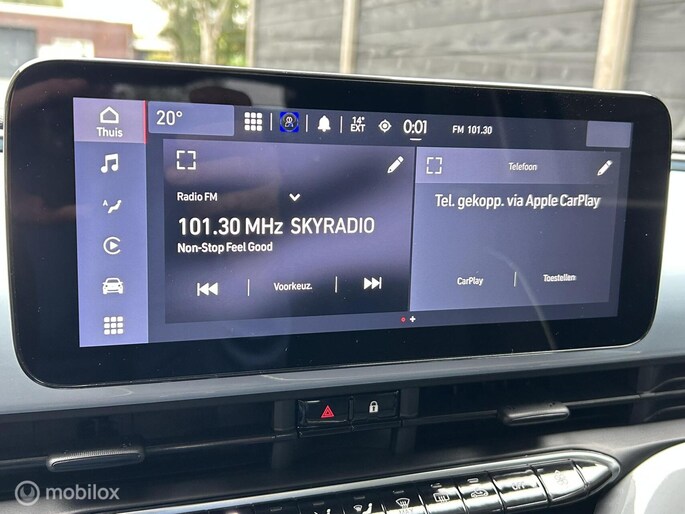 Thuis
20°
14°
EXT
0:01
FM 101.30
Radio FM
101.30 MHz SKYRADIO
Non-Stop Feel Good
Voorkeuz.
Telefoon
Tel. gekopp. via Apple CarPlay
CarPlay
Toestellen
A
mobilox